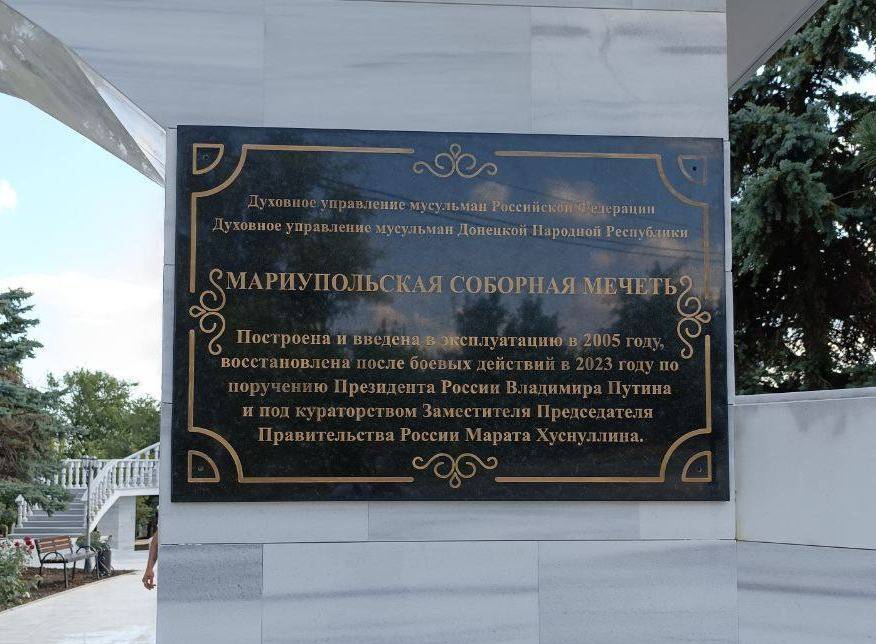 Духовное управление мусульман Российской Федерации
Духовное управление мусульман Донецкой Народной Республики
МАРИУПОЛЬСКАЯ СОБОРНАЯ МЕЧЕТЬ
Построена и введена в эксплуатацию в 2005 году,
восстановлена после боевых действий в 2023 году по
поручению Президента России Владимира Путина
и под кураторством Заместителя Председателя
Правительства России Марата Хуснуллина.